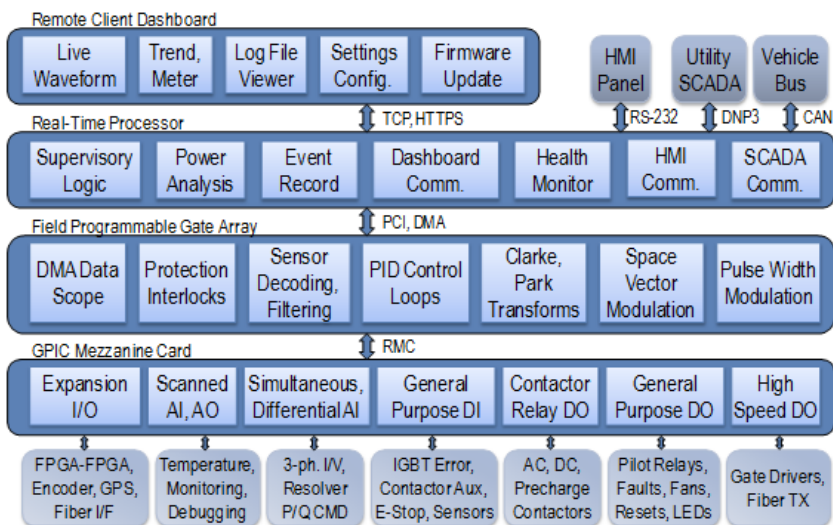 Remote Client Dashboard
Live
Waveform
Trend,
Meter
Log File
Viewer
Settings
Config.
Firmware
Update
HMI
Panel
Utility
SCADA
Vehicle
Bus
TCP, HTTPS
RS-232
DNP3
CAN
Real-Time Processor
Supervisory
Logic
Power
Analysis
Event
Record
Dashboard
Comm.
Health
Monitor
HMI
Comm.
SCADA
Comm.
PCI, DMA
Field Programmable Gate Array
DMA Data
Scope
Protection
Interlocks
Sensor
Decoding,
Filtering
PID Control
Loops
Clarke,
Park
Transforms
Space
Vector
Modulation
Pulse Width
Modulation
RMC
GPIC Mezzanine Card
Expansion
I/O
Scanned
AI, AO
Simultaneous,
Differential AI
General
Purpose DI
Contactor
Relay DO
General
Purpose DO
High
Speed DO
FPGA-FPGA,
Encoder, GPS,
Fiber I/F
Temperature,
Monitoring,
Debugging
3-ph. I/V,
Resolver
P/Q CMD
IGBT Error,
Contactor Aux,
E-Stop, Sensors
AC, DC,
Precharge
Contactors
Pilot Relays,
Faults, Fans,
Resets, LEDs
Gate Drivers,
Fiber TX